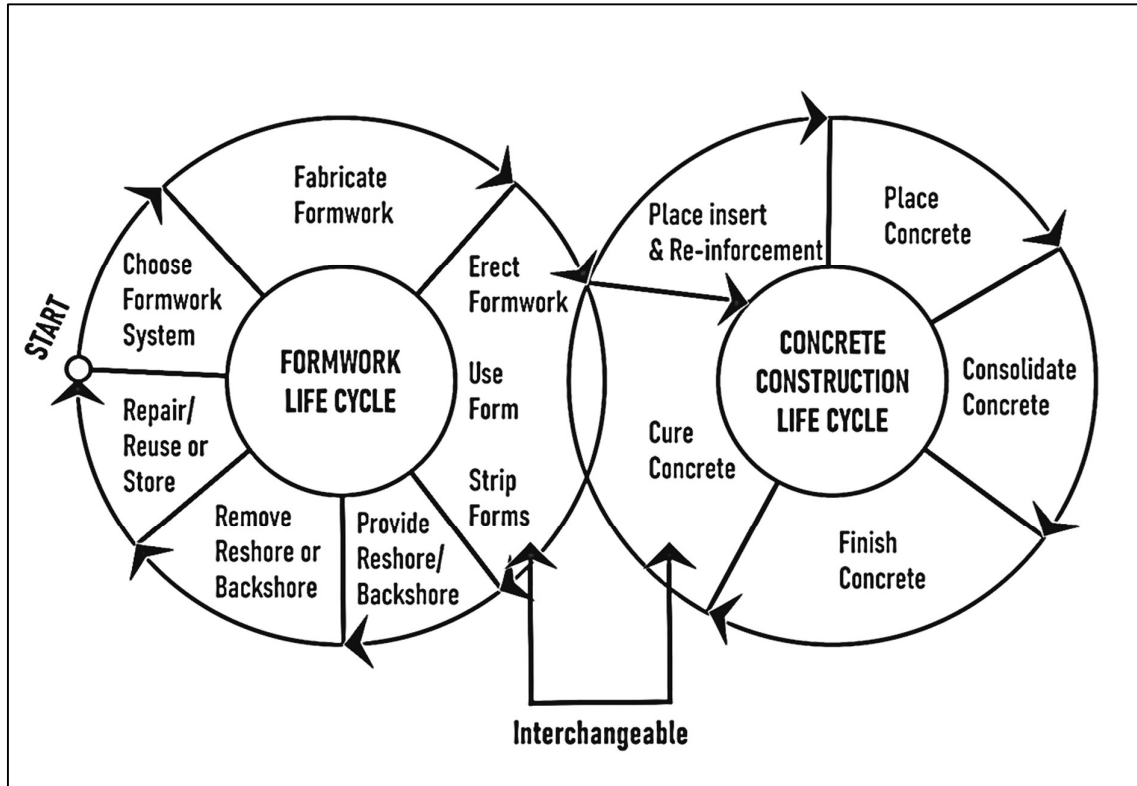 START
Choose
Formwork
System
Fabricate
Formwork
Erect
Formwork
Use
Form
Strip
Forms
Provide
Reshore/
Backshore
Remove
Reshore or
Backshore
Repair/
Reuse or
Store
FORMWORK
LIFE CYCLE
Place insert
& Re-inforcement
Place
Concrete
Consolidate
Concrete
Finish
Concrete
Cure
Concrete
CONCRETE
CONSTRUCTION
LIFE CYCLE
Interchangeable